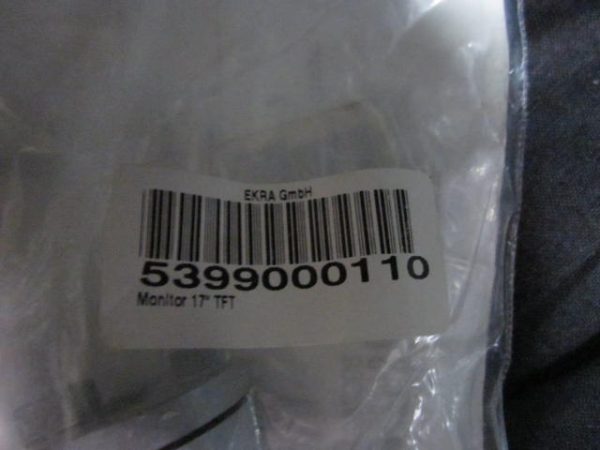 EKRA GmbH
5399000110
Monitor 17" TFT